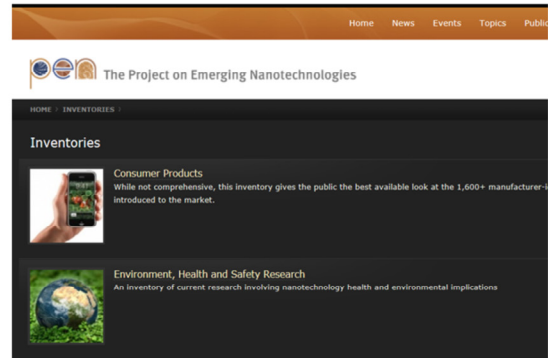 Home News Events Topics
pen The Project on Emerging Nanotechnologies
HOME › INVENTORIES ›
Inventories
Consumer Products
While not comprehensive, this inventory gives the public the best available look at the 1,600+
introduced to the market.
Environment, Health and Safety Research
An inventory of current research involving nanotechnology health and environmental implications